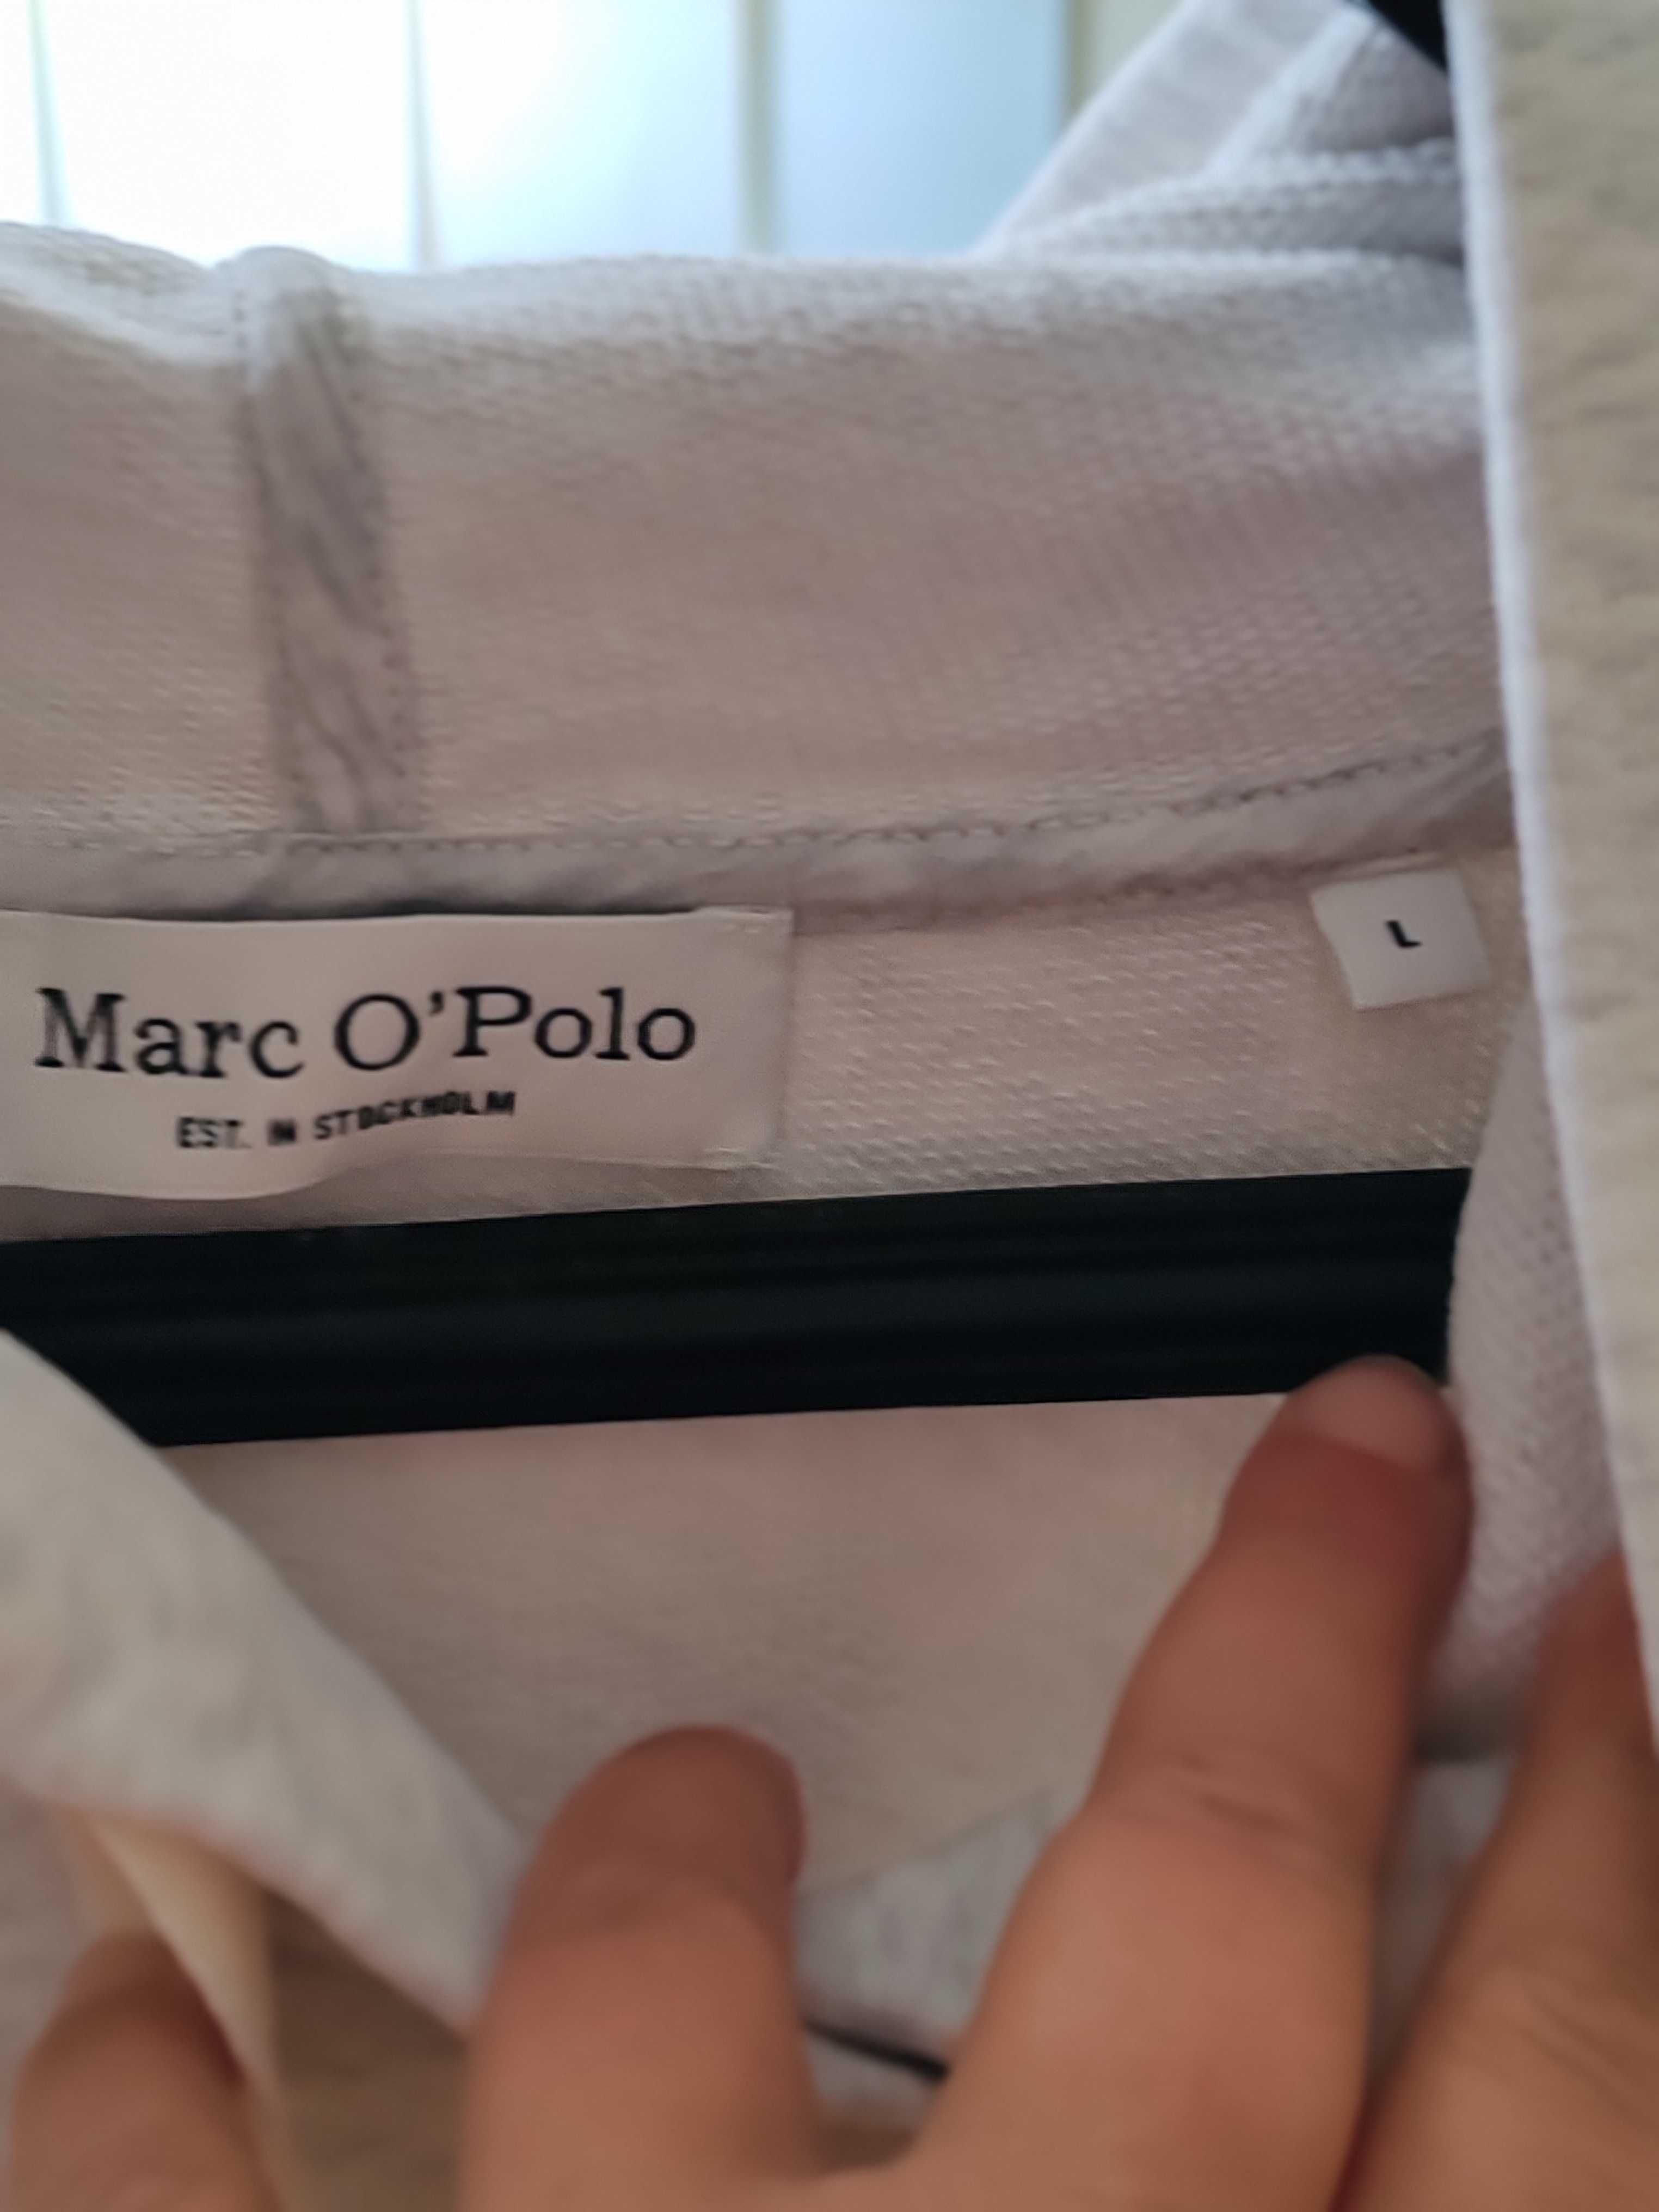 Marc O'Polo
EST. IN STOCKHOLM
L